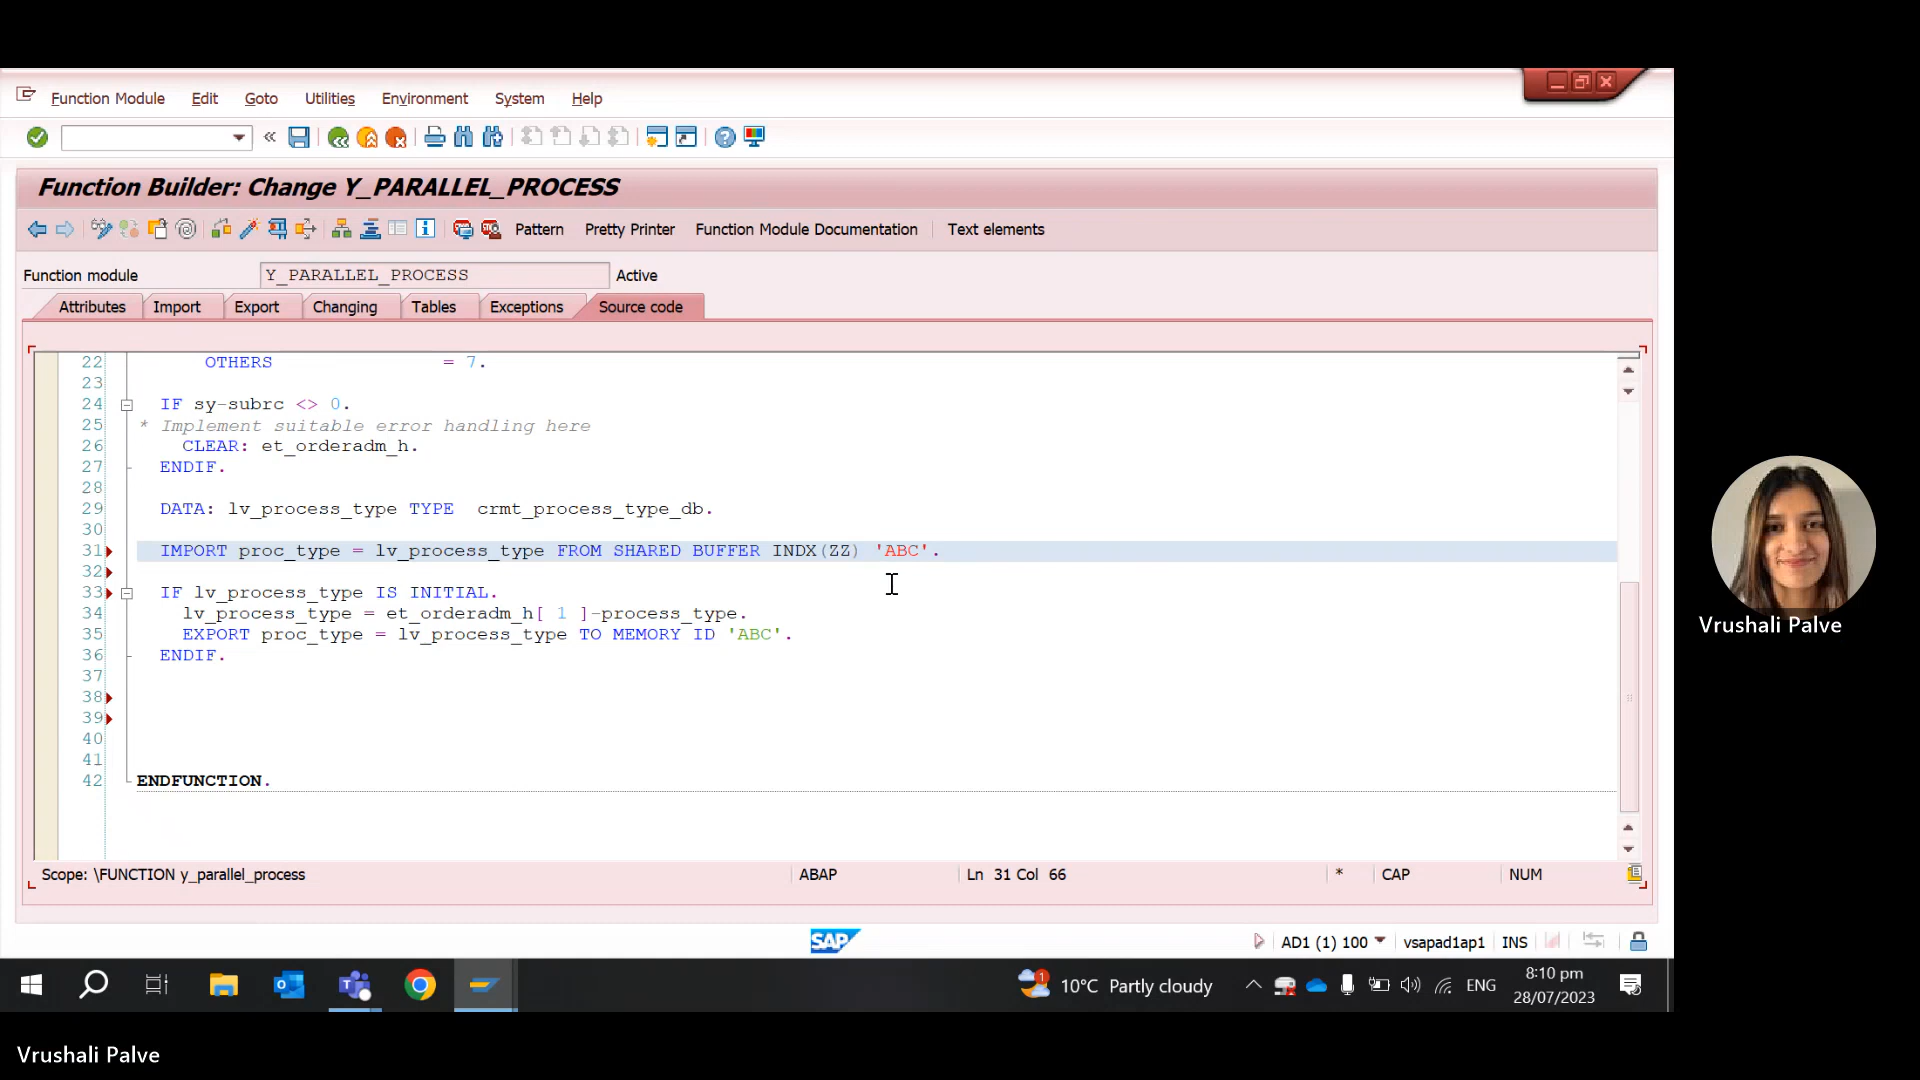 Function Module Edit Goto Utilities Environment System Help
Function Builder: Change Y_PARALLEL_PROCESS
Pattern Pretty Printer Function Module Documentation Text elements
Function module Y_PARALLEL_PROCESS Active
Attributes Import Export Changing Tables Exceptions Source code
22 OTHERS = 7.
23
24 IF sy-subrc <> 0.
25 * Implement suitable error handling here
26 CLEAR: et_orderadm_h.
27 ENDIF.
28
29 DATA: lv_process_type TYPE crmt_process_type_db.
30
31 IMPORT proc_type = lv_process_type FROM SHARED BUFFER INDX(ZZ) 'ABC'.
32
33 IF lv_process_type IS INITIAL.
34 lv_process_type = et_orderadm_h[ 1 ]-process_type.
35 EXPORT proc_type = lv_process_type TO MEMORY ID 'ABC'.
36 ENDIF.
37
38
39
40
41
42 ENDFUNCTION.
Scope: \FUNCTION y_parallel_process ABAP Ln 31 Col 66 * CAP NUM
SAP AD1 (1) 100 vsapad1ap1 INS
1 10°C Partly cloudy ENG 8:10 pm
28/07/2023
Vrushali Palve
Vrushali Palve